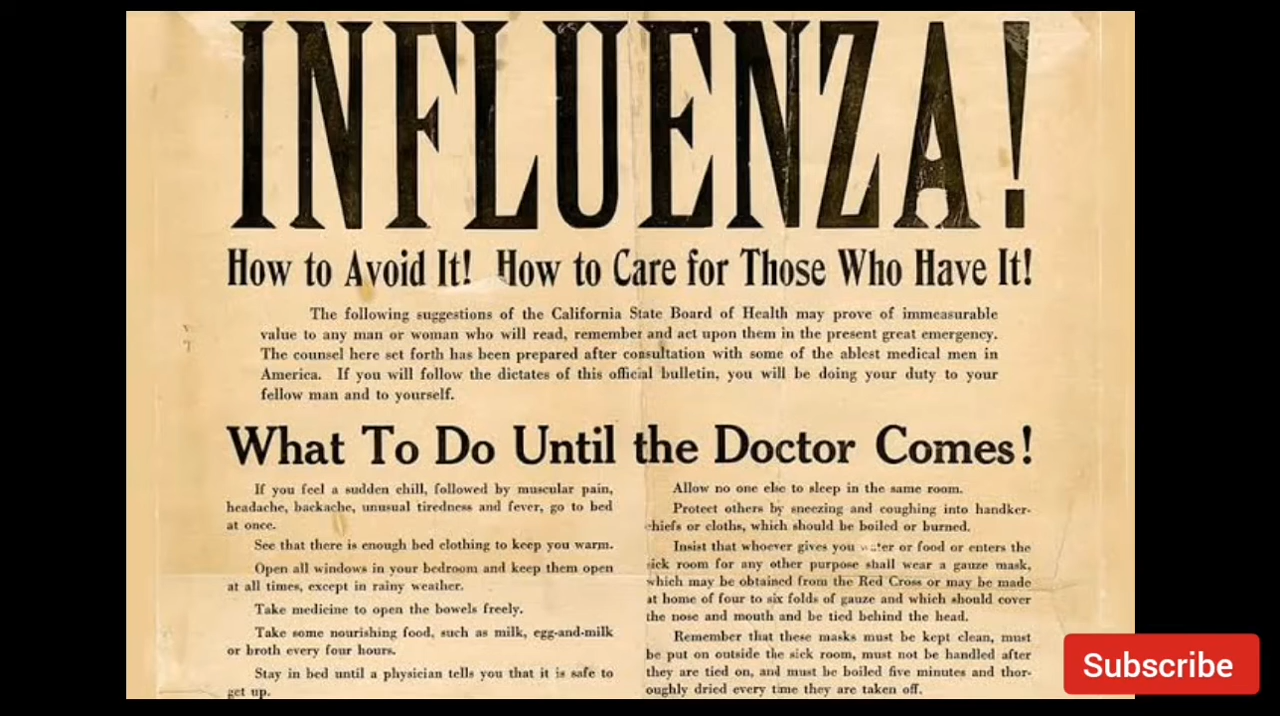 INFLUENZA!
How to Avoid It! How to Care for Those Who Have It!
The following suggestions of the California State Board of Health may prove of immeasurable
value to any man or woman who will read, remember and act upon them in the present great emergency.
The counsel here set forth has been prepared after consultation with some of the ablest medical men in
America. If you will follow the dictates of this official bulletin, you will be doing your duty to your
fellow man and to yourself.
What To Do Until the Doctor Comes!
If you feel a sudden chill, followed by muscular pain,
headache, backache, unusual tiredness and fever, go to bed
at once.
See that there is enough bed clothing to keep you warm.
Open all windows in your bedroom and keep them open
at all times, except in rainy weather.
Take medicine to open the bowels freely.
Take some nourishing food, such as milk, egg-and-milk
or broth every four hours.
Stay in bed until a physician tells you that it is safe to
get up.
Allow no one else to sleep in the same room.
Protect others by sneezing and coughing into handker-
chiefs or cloths, which should be boiled or burned.
Insist that whoever gives you water or food or enters the
sick room for any other purpose shall wear a gauze mask,
which may be obtained from the Red Cross or may be made
at home of four to six folds of gauze and which should cover
the nose and mouth and be tied behind the head.
Remember that these masks must be kept clean, must
be put on outside the sick room, must not be handled after
they are tied on, and must be boiled five minutes and thor-
oughly dried every time they are taken off.
Subscribe